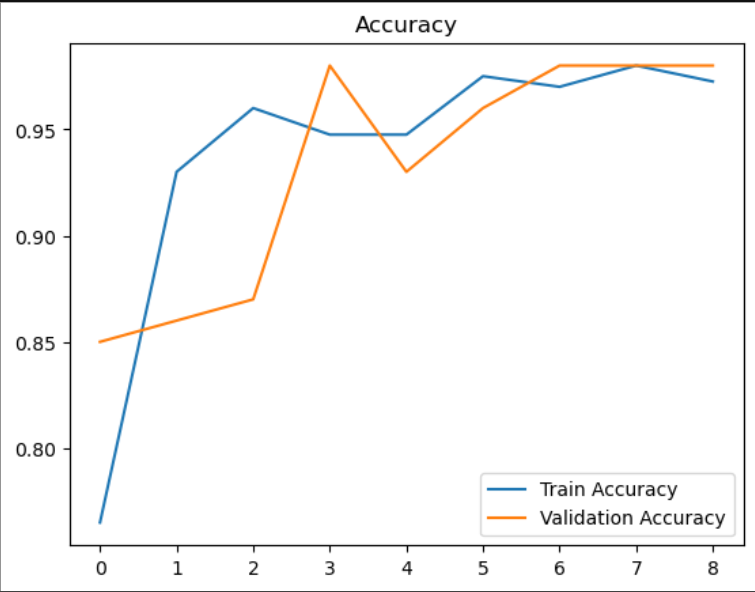 Accuracy
0.95
0.90
0.85
0.80
Train Accuracy
Validation Accuracy
0 1 2 3 4 5 6 7 8